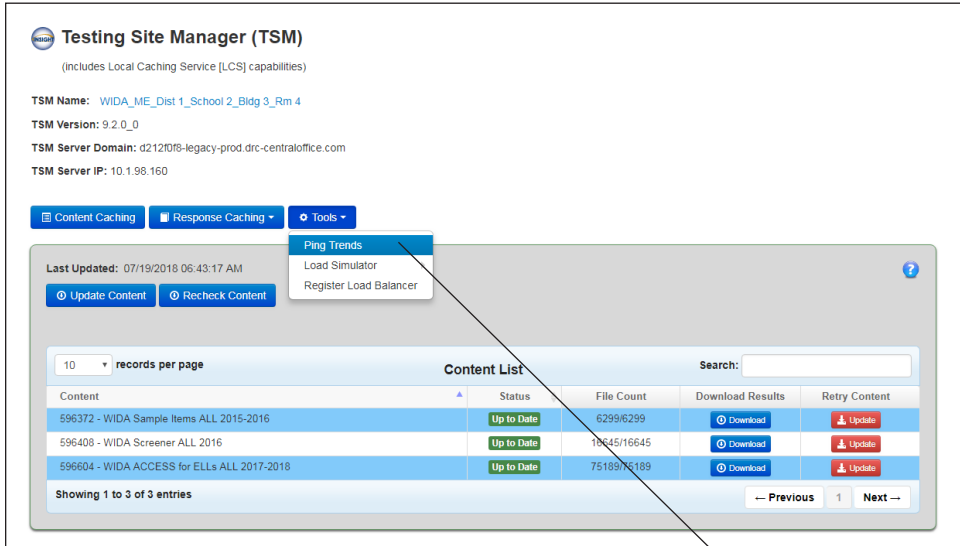 INSIGHT Testing Site Manager (TSM)
(includes Local Caching Service [LCS] capabilities)
TSM Name: WIDA_ME_Dist 1_School 2_Bldg 3_Rm 4
TSM Version: 9.2.0_0
TSM Server Domain: d212f0f8-legacy-prod.drc-centraloffice.com
TSM Server IP: 10.1.98.160
Content Caching Response Caching Tools
Ping Trends
Load Simulator
Register Load Balancer
Last Updated: 07/19/2018 06:43:17 AM ?
Update Content Recheck Content
10 records per page Content List Search:
Content Status File Count Download Results Retry Content
596372 - WIDA Sample Items ALL 2015-2016 Up to Date 6299/6299 Download Update
596408 - WIDA Screener ALL 2016 Up to Date 16645/16645 Download Update
596604 - WIDA ACCESS for ELLs ALL 2017-2018 Up to Date 75189/75189 Download Update
Showing 1 to 3 of 3 entries ← Previous 1 Next →